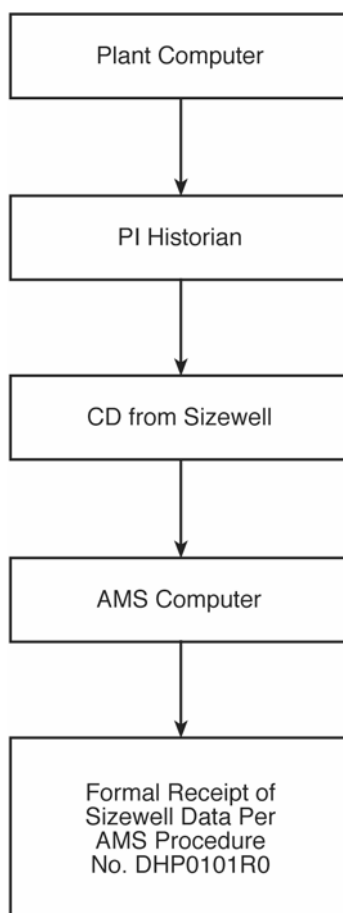 Plant Computer
PI Historian
CD from Sizewell
AMS Computer
Formal Receipt of
Sizewell Data Per
AMS Procedure
No. DHP0101R0